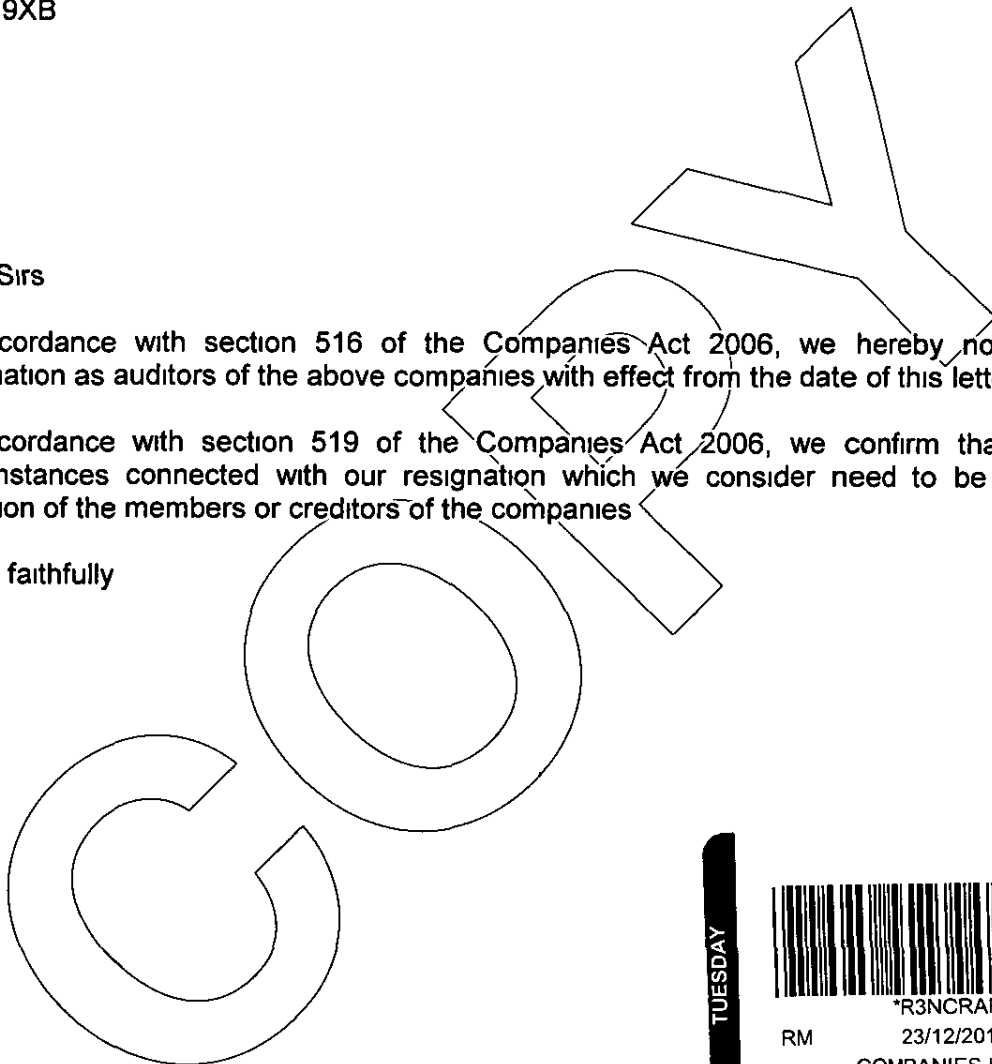 9XB
Sirs
cordance with section 516 of the Companies Act 2006, we hereby no
nation as auditors of the above companies with effect from the date of this lett
cordance with section 519 of the Companies Act 2006, we confirm tha
nstances connected with our resignation which we consider need to be
ion of the members or creditors of the companies
faithfully
COPY
TUESDAY
*R3NCRA
RM 23/12/201
COMPANIES